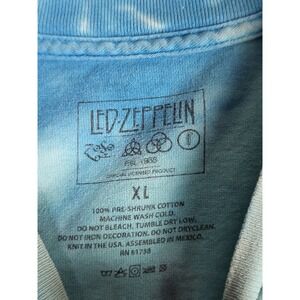 LED-ZEPPELIN
EST. 1968
OFFICIAL LICENSED PRODUCT
XL
100% PRE-SHRUNK COTTON
MACHINE WASH COLD.
DO NOT BLEACH, TUMBLE DRY LOW.
DO NOT IRON DECORATION. DO NOT DRYCLEAN.
KNIT IN THE USA. ASSEMBLED IN MEXICO.
RN 61758